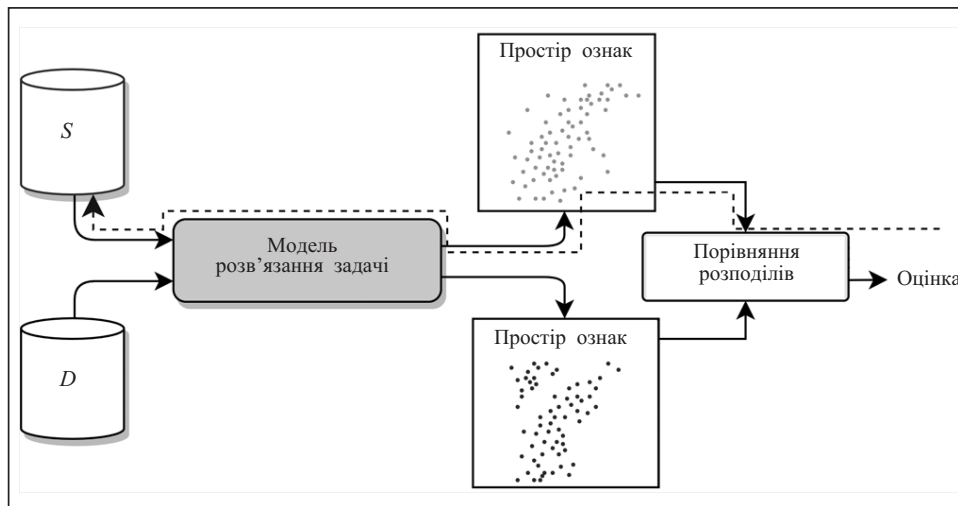 Простір ознак
S
Модель
розв'язання задачі
Порівняння
розподілів
Оцінка
Простір ознак
D